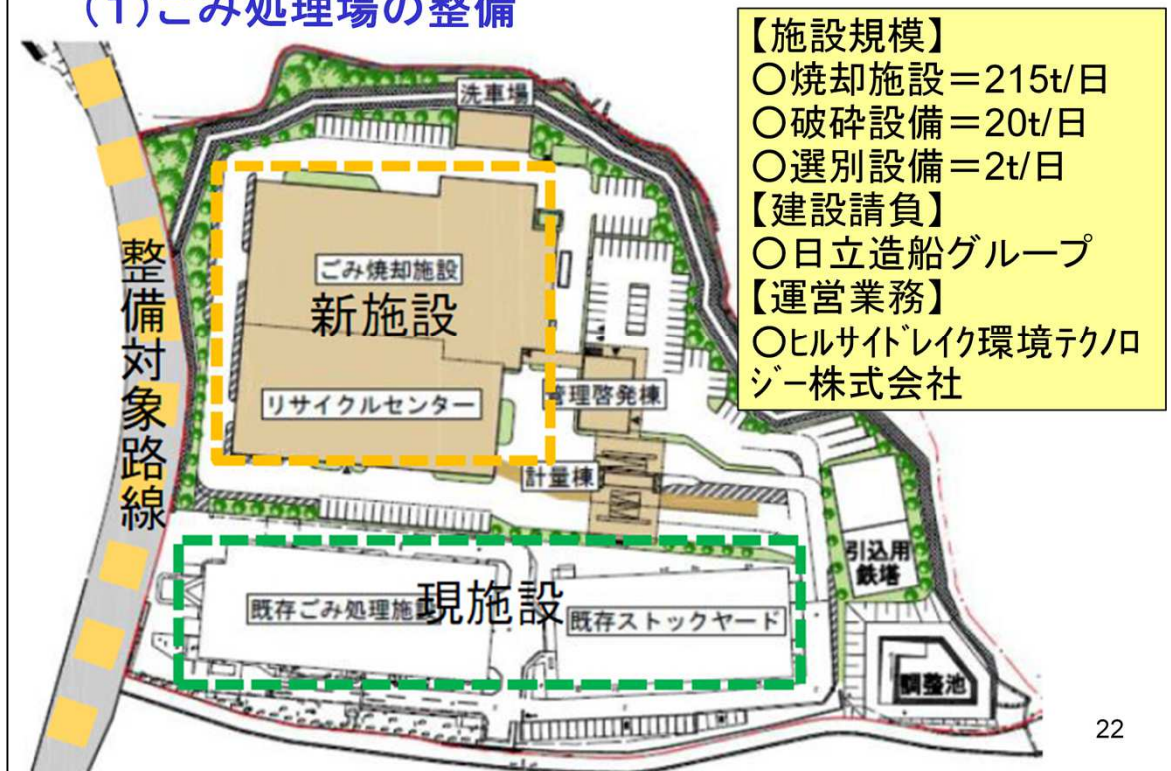 (1)ごみ処理場の整備
【施設規模】
〇焼却施設＝215t/日
〇破砕設備＝20t/日
〇選別設備＝2t/日
【建設請負】
〇日立造船グループ
【運営業務】
〇ヒルサイドレイク環境テクノロ
ジー株式会社
洗車場
整備対象路線
ごみ焼却施設
新施設
リサイクルセンター
管理啓発棟
計量棟
引込用
鉄塔
既存ごみ処理施設
現施設
既存ストックヤード
調整池
22